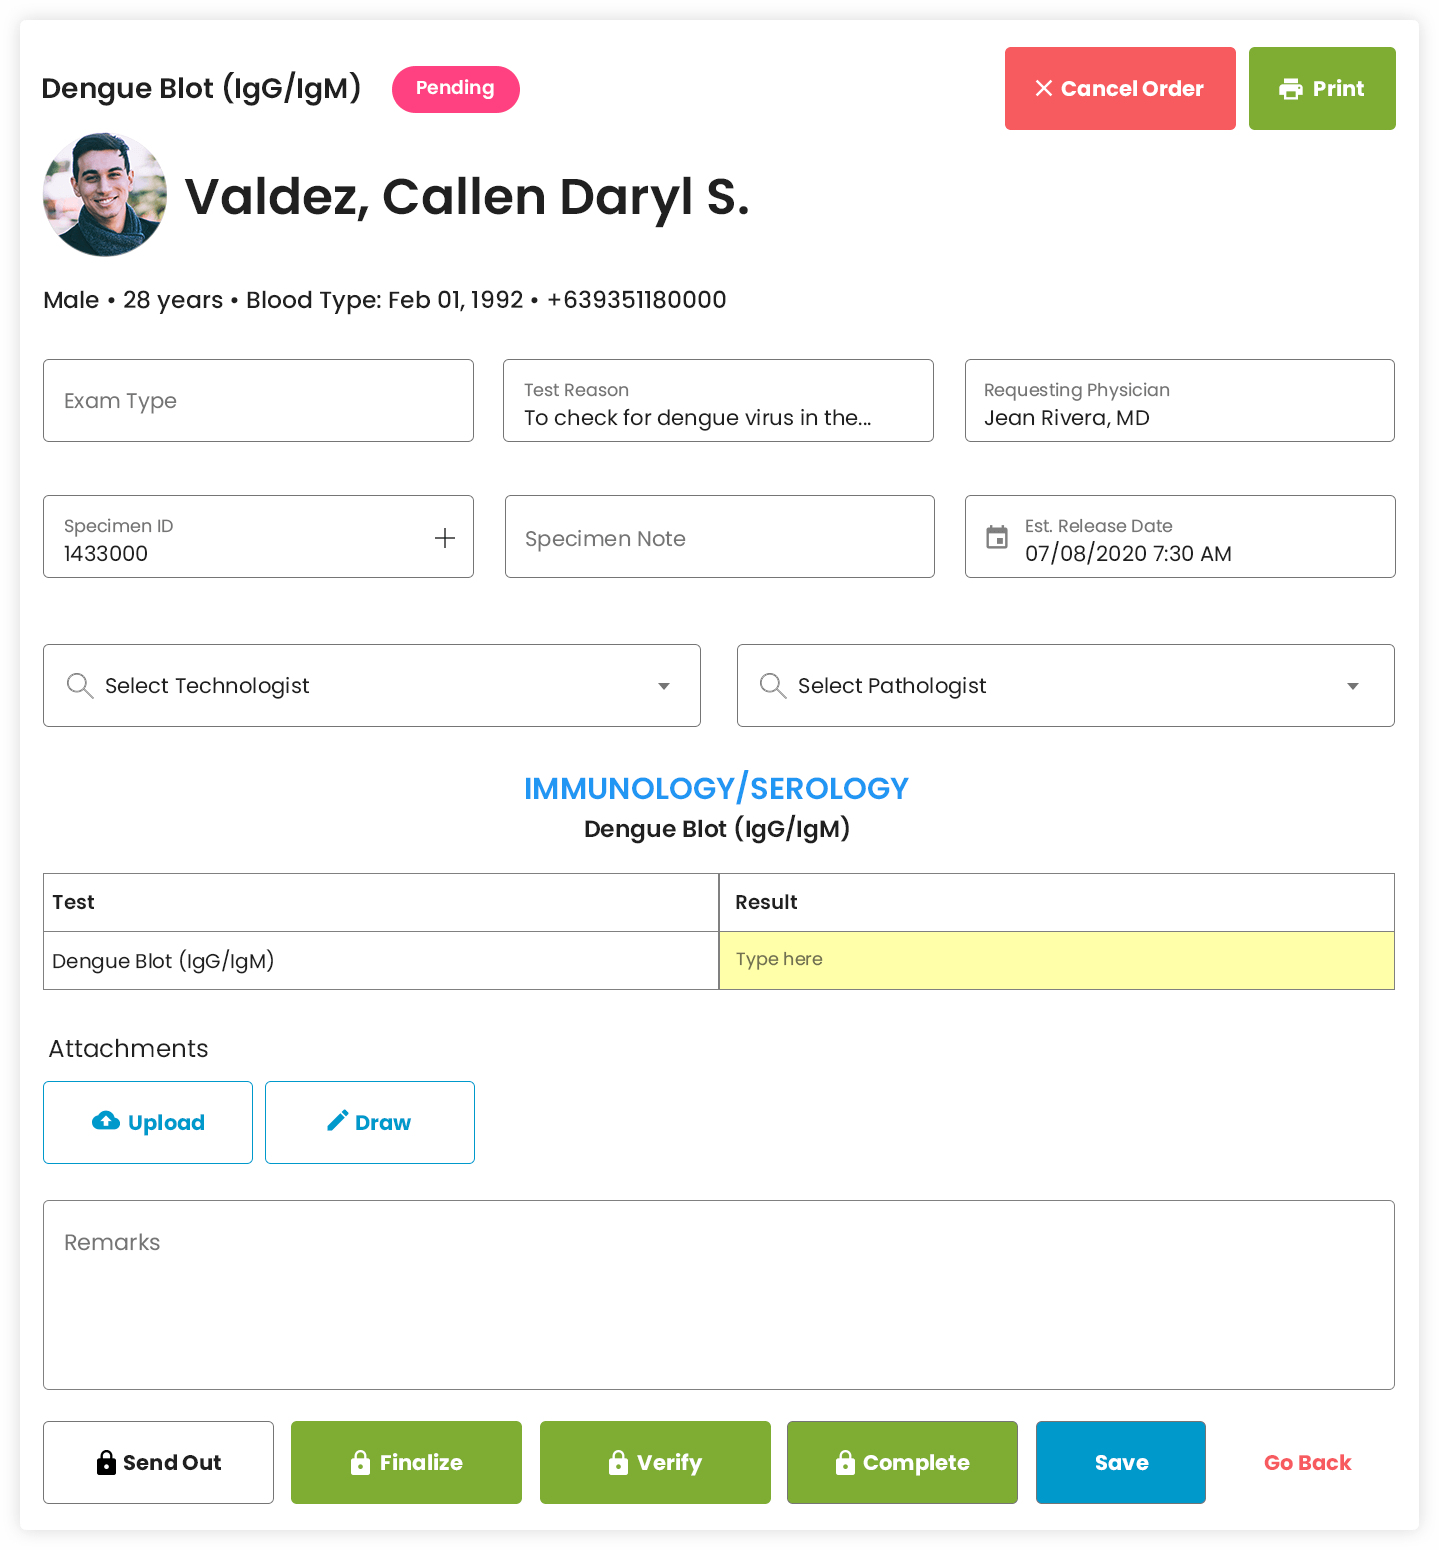 Dengue Blot (IgG/IgM) Pending Cancel Order Print
Valdez, Callen Daryl S.
Male • 28 years • Blood Type: Feb 01, 1992 • +639351180000
Exam Type
Test Reason
To check for dengue virus in the...
Requesting Physician
Jean Rivera, MD
Specimen ID
1433000
Specimen Note
Est. Release Date
07/08/2020 7:30 AM
Select Technologist
Select Pathologist
IMMUNOLOGY/SEROLOGY
Dengue Blot (IgG/IgM)
Test Result
Dengue Blot (IgG/IgM) Type here
Attachments
Upload Draw
Remarks
Send Out Finalize Verify Complete Save Go Back